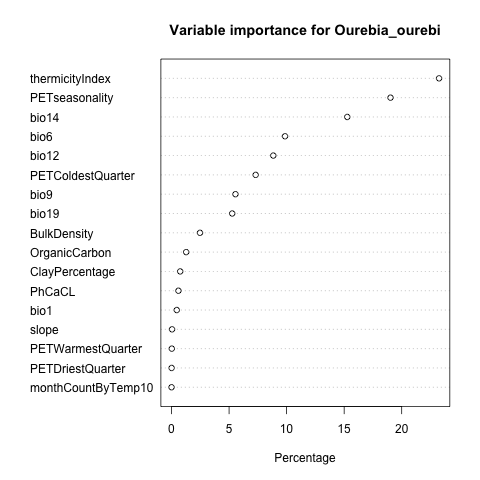 Variable importance for Ourebia_ourebi
thermicityIndex
PETseasonality
bio14
bio6
bio12
PETColdestQuarter
bio9
bio19
BulkDensity
OrganicCarbon
ClayPercentage
PhCaCL
bio1
slope
PETWarmestQuarter
PETDriestQuarter
monthCountByTemp10
0 5 10 15 20
Percentage